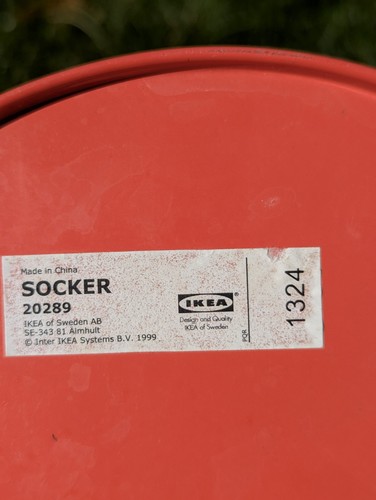 Made in China
SOCKER
20289
IKEA of Sweden AB
SE-343 81 Älmhult
© Inter IKEA Systems B.V. 1999
IKEA®
Design and Quality
IKEA of Sweden
PQR
1324